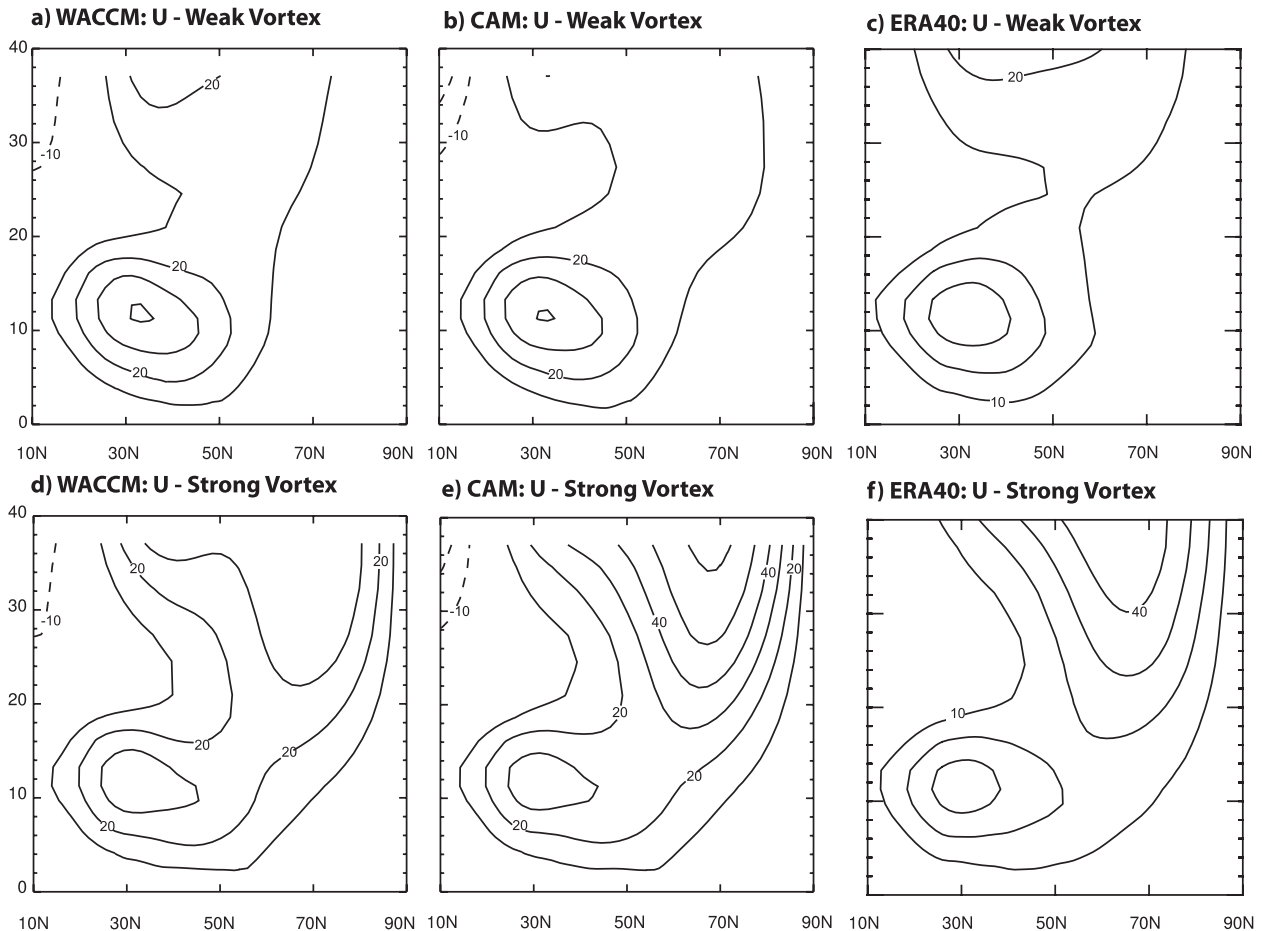 a) WACCM: U - Weak Vortex
b) CAM: U - Weak Vortex
c) ERA40: U - Weak Vortex
40
30
20
10
0
20
-10
20
20
-10
20
20
20
10
10N 30N 50N 70N 90N
10N 30N 50N 70N 90N
10N 30N 50N 70N 90N
d) WACCM: U - Strong Vortex
e) CAM: U - Strong Vortex
f) ERA40: U - Strong Vortex
40
30
20
10
0
20
20
-10
20
20
20
40
20
-10
40
20
20
20
40
10
10N 30N 50N 70N 90N
10N 30N 50N 70N 90N
10N 30N 50N 70N 90N